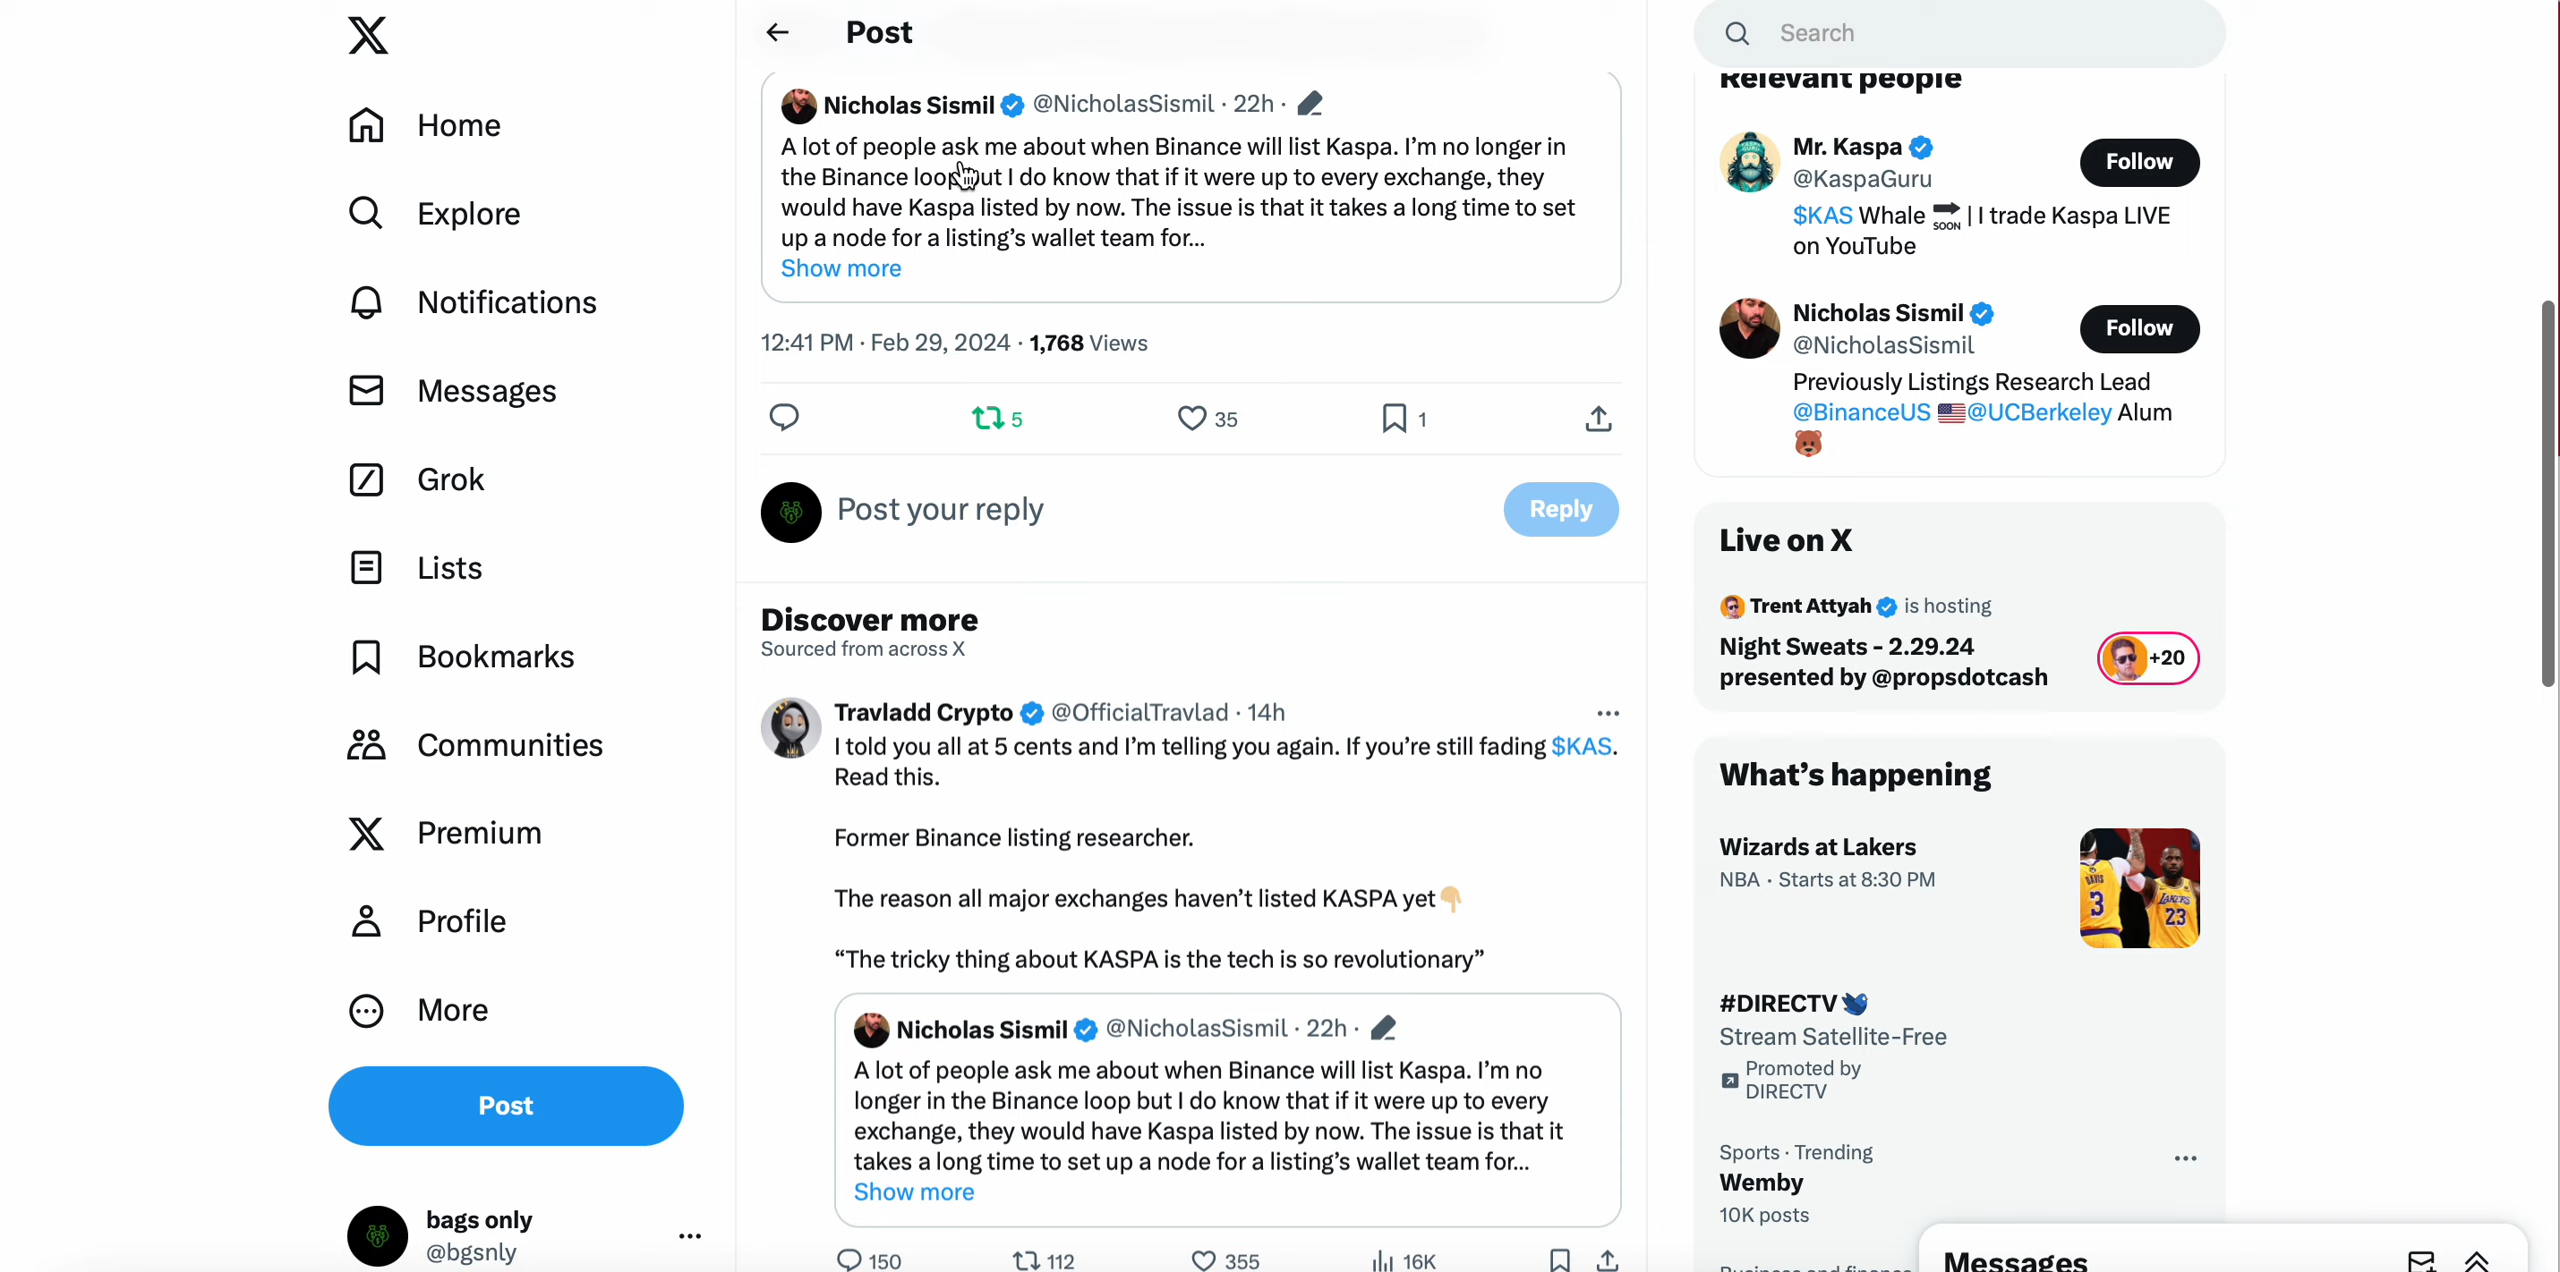 Home
Explore
Notifications
Messages
Grok
Lists
Bookmarks
Communities
Premium
Profile
More
Post
bags only
@bgsnly
Post
Nicholas Sismil @NicholasSismil · 22h ·
A lot of people ask me about when Binance will list Kaspa. I'm no longer in
the Binance loop but I do know that if it were up to every exchange, they
would have Kaspa listed by now. The issue is that it takes a long time to set
up a node for a listing's wallet team for...
Show more
12:41 PM · Feb 29, 2024 · 1,768 Views
5 35 1
Post your reply
Reply
Discover more
Sourced from across X
Travladd Crypto @OfficialTravlad · 14h
I told you all at 5 cents and I'm telling you again. If you're still fading $KAS.
Read this.
Former Binance listing researcher.
The reason all major exchanges haven't listed KASPA yet
“The tricky thing about KASPA is the tech is so revolutionary”
Nicholas Sismil @NicholasSismil · 22h ·
A lot of people ask me about when Binance will list Kaspa. I'm no
longer in the Binance loop but I do know that if it were up to every
exchange, they would have Kaspa listed by now. The issue is that it
takes a long time to set up a node for a listing's wallet team for...
Show more
150 112 355 16K
Search
Relevant people
Mr. Kaspa
@KaspaGuru
Follow
$KAS Whale SOON | I trade Kaspa LIVE
on YouTube
Nicholas Sismil
@NicholasSismil
Follow
Previously Listings Research Lead
@BinanceUS @UCBerkeley Alum
Live on X
Trent Attyah is hosting
Night Sweats - 2.29.24
presented by @propsdotcash
+20
What's happening
Wizards at Lakers
NBA · Starts at 8:30 PM
DAVIS
3
LAKERS
23
#DIRECTV
Stream Satellite-Free
Promoted by
DIRECTV
Sports · Trending
Wemby
10K posts
Messages